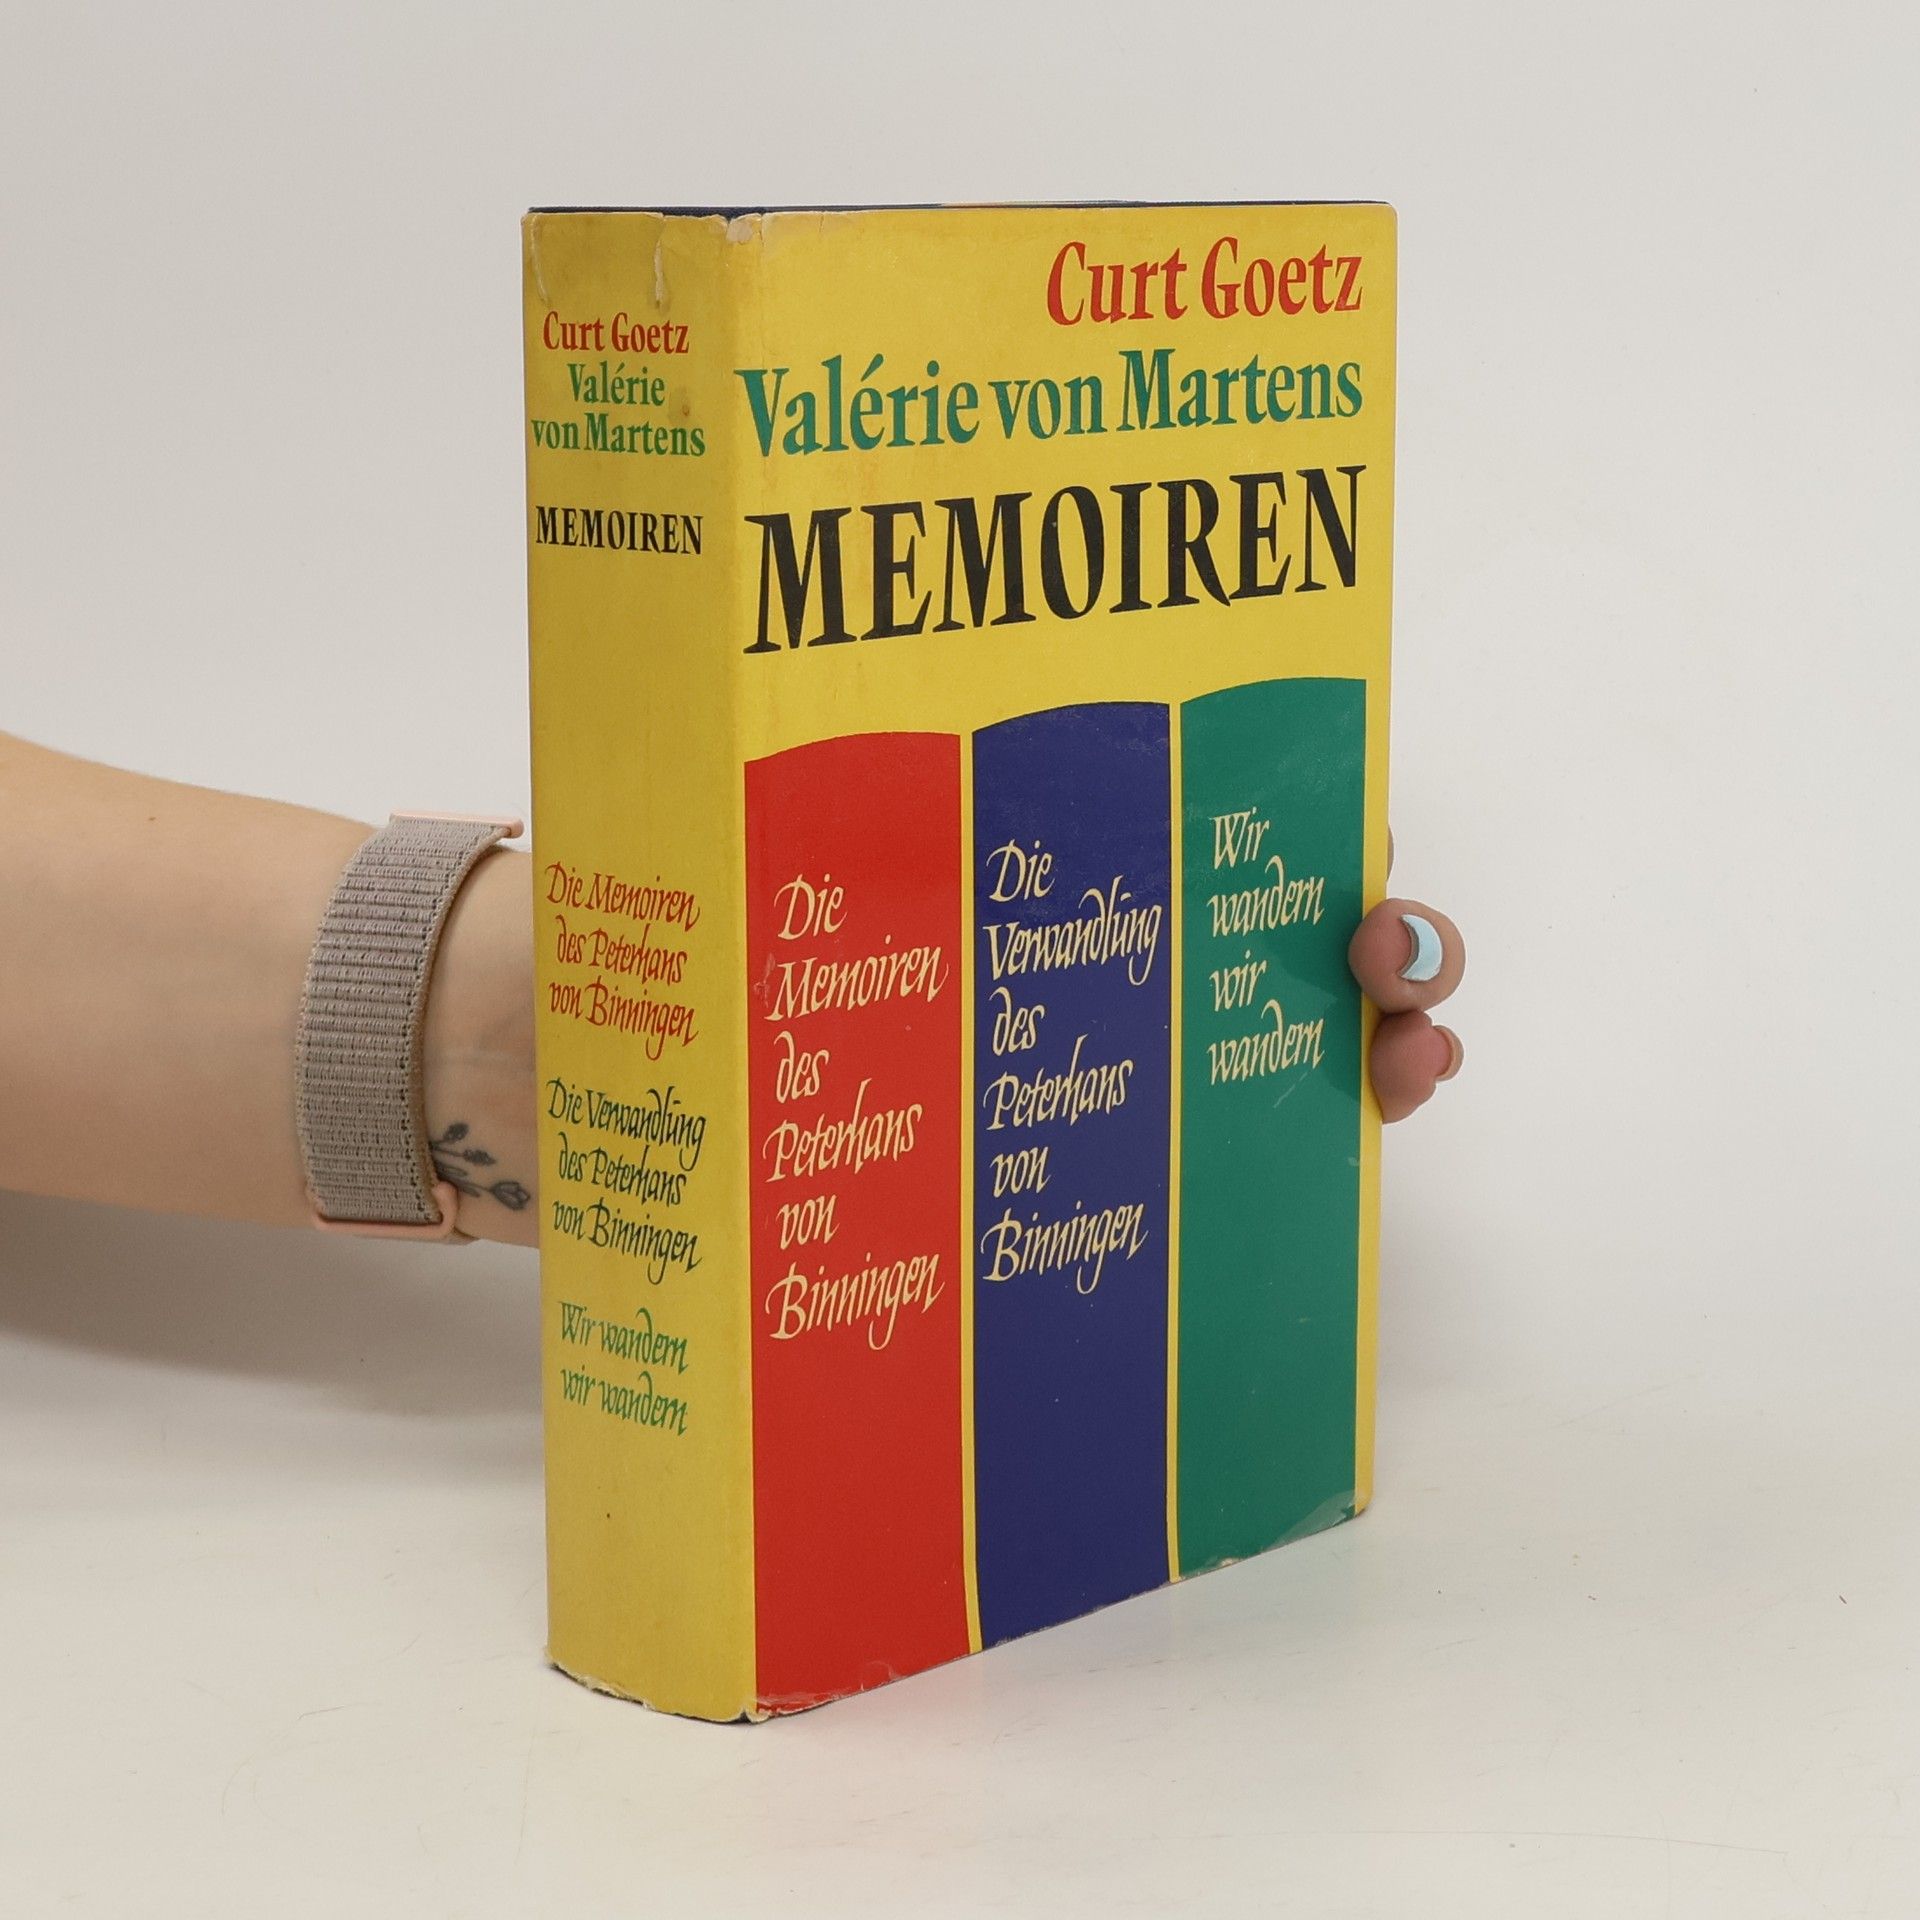 Curt Goetz
Valérie
von Martens
MEMOIREN
Die Memoiren
des Peterhans
von Binningen
Die Verwandlung
des Peterhans
von Binningen
Wir wandern
wir wandern
Curt Goetz
Valérie von Martens
MEMOIREN
Die
Memoiren
des
Peterhans
von
Binningen
Die
Verwandlung
des
Peterhans
von
Binningen
Wir
wandern
wir
wandern